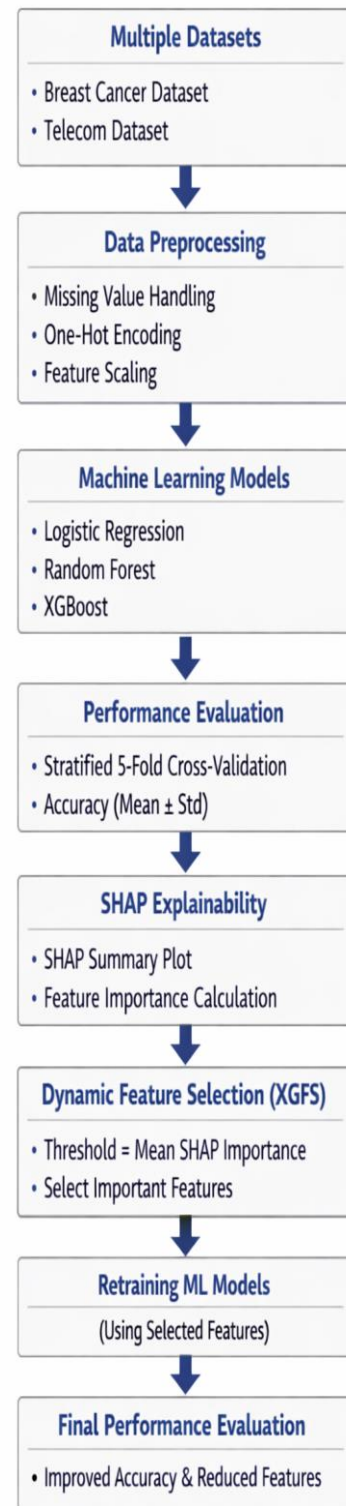 Multiple Datasets
• Breast Cancer Dataset
• Telecom Dataset
Data Preprocessing
• Missing Value Handling
• One-Hot Encoding
• Feature Scaling
Machine Learning Models
• Logistic Regression
• Random Forest
• XGBoost
Performance Evaluation
• Stratified 5-Fold Cross-Validation
• Accuracy (Mean ± Std)
SHAP Explainability
• SHAP Summary Plot
• Feature Importance Calculation
Dynamic Feature Selection (XGFS)
• Threshold = Mean SHAP Importance
• Select Important Features
Retraining ML Models
(Using Selected Features)
Final Performance Evaluation
• Improved Accuracy & Reduced Features